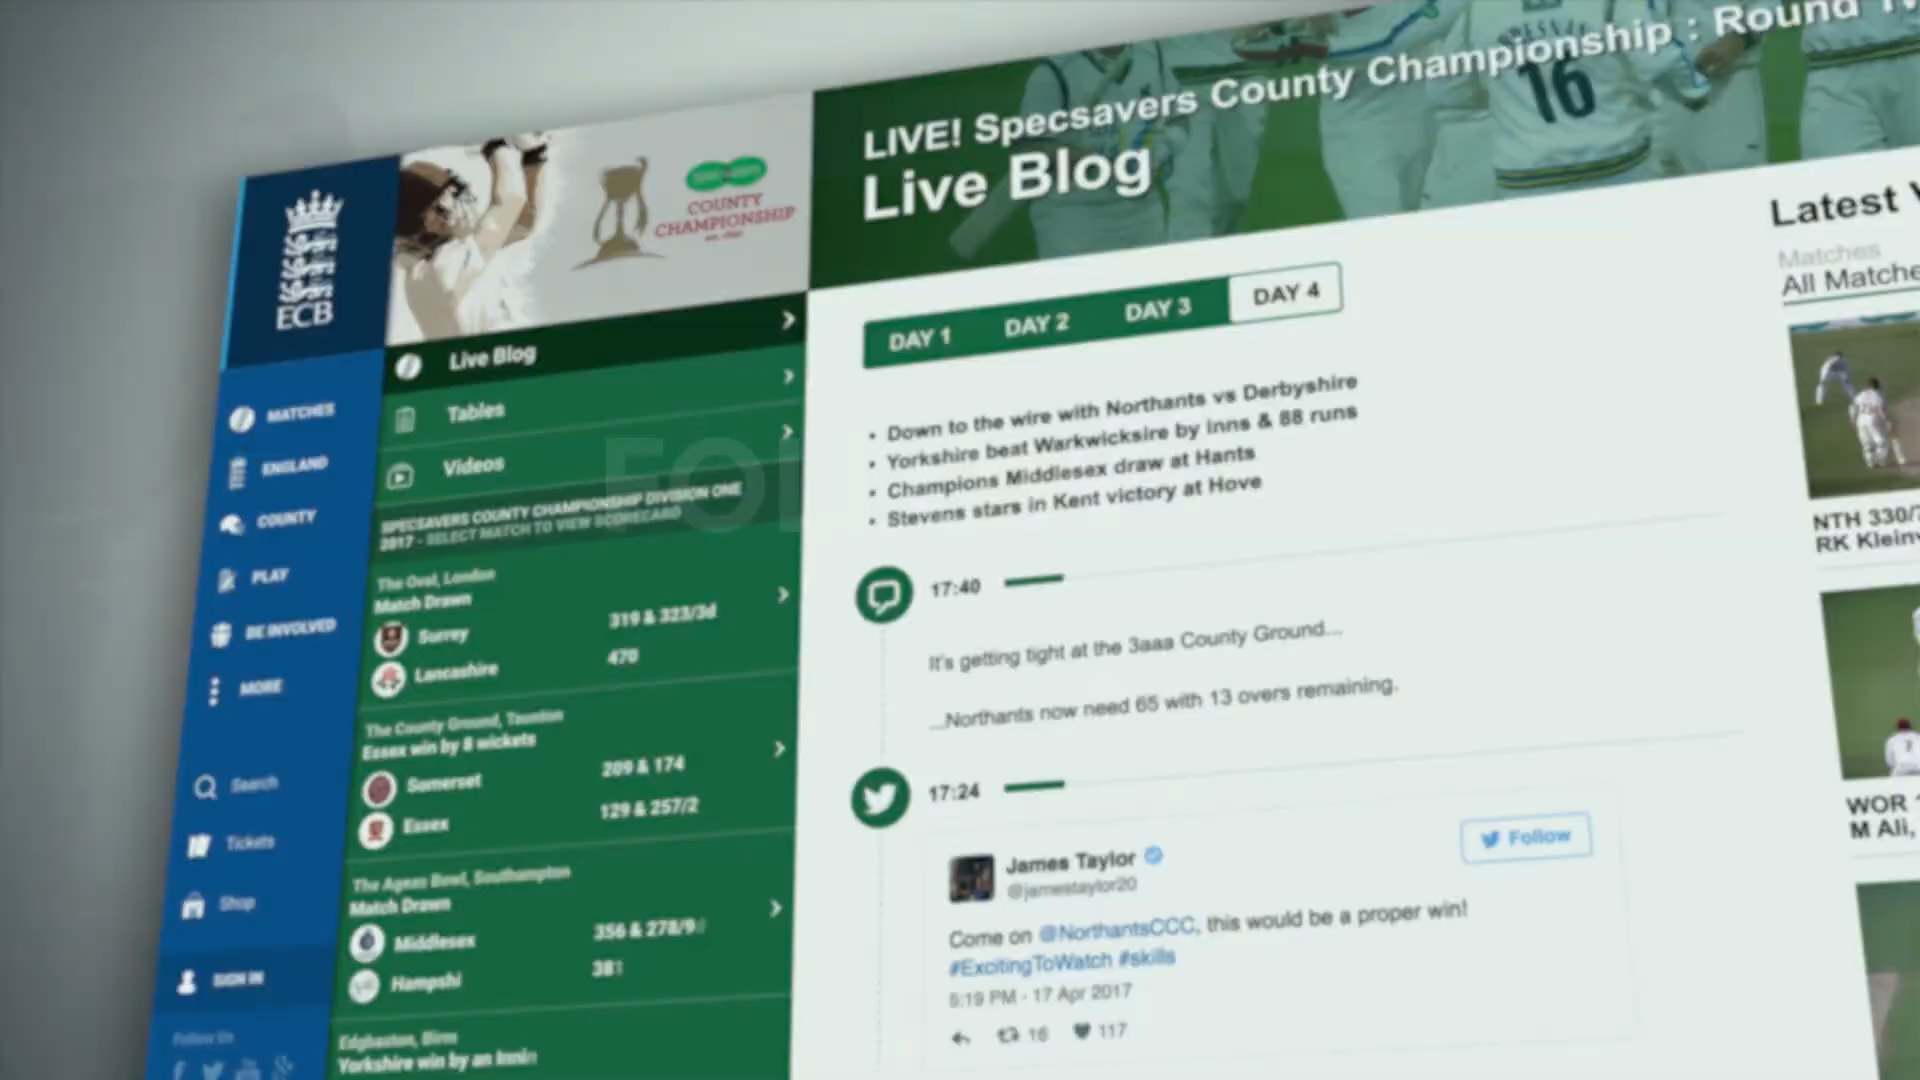 LIVE! Specsavers County Championship : Round
Live Blog
16
ECB
COUNTY
CHAMPIONSHIP
MATCHES
ENGLAND
COUNTY
PLAY
BE INVOLVED
MORE
Search
Tickets
Shop
SIGN IN
Follow Us
Live Blog
Tables
Videos
SPECSAVERS COUNTY CHAMPIONSHIP DIVISION ONE
2017 - SELECT MATCH TO VIEW SCORECARD
The Oval, London
Match Drawn
Surrey 319 & 323/3d
Lancashire 470
The County Ground, Taunton
Essex win by 8 wickets
Somerset 209 & 174
Essex 129 & 257/2
The Ageas Bowl, Southampton
Match Drawn
Middlesex 356 & 278/9
Hampshi 381
Edgbaston, Birm
Yorkshire win by an Innin
DAY 1 DAY 2 DAY 3 DAY 4
• Down to the wire with Northants vs Derbyshire
• Yorkshire beat Warkwicksire by inns & 88 runs
• Champions Middlesex draw at Hants
• Stevens stars in Kent victory at Hove
17:40
It's getting tight at the 3aaa County Ground...
...Northants now need 65 with 13 overs remaining.
17:24
James Taylor
@jamestaylor20
Follow
Come on @NorthantsCCC, this would be a proper win!
#ExcitingToWatch #skills
5:19 PM - 17 Apr 2017
16 117
Latest
Matches
All Matche
NTH 330/7
RK Klein
WOR
M Ali,